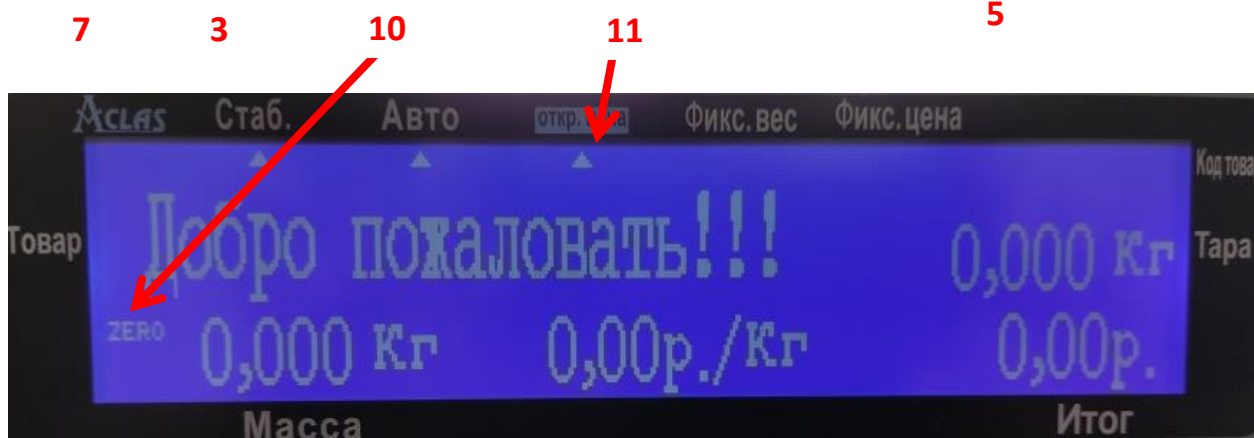 7 3 10 11 5
ACLAS Стаб. Авто откр. Фикс.вес Фикс.цена
Код това
Товар Добро пожаловать!!! 0,000 Кг Тара
ZERO 0,000 Кг 0,00р./Кг 0,00р.
Масса Итог